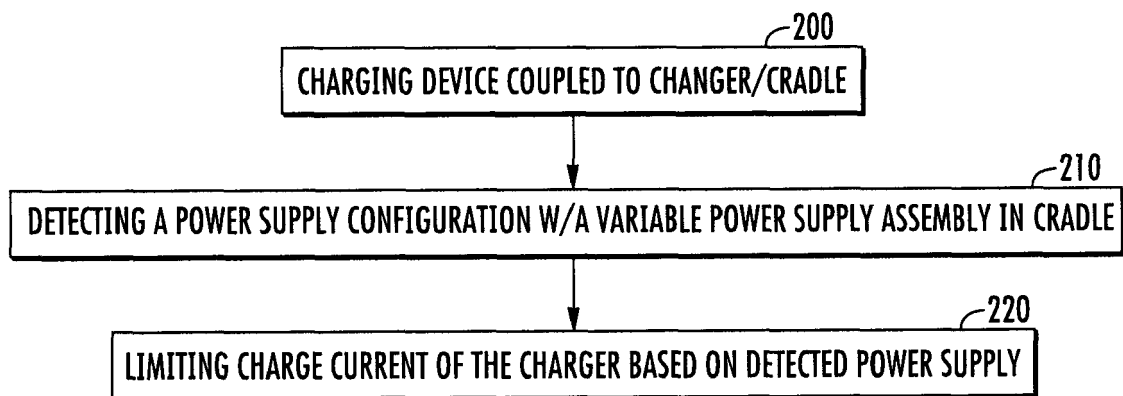 200
CHARGING DEVICE COUPLED TO CHANGER/CRADLE
210
DETECTING A POWER SUPPLY CONFIGURATION W/A VARIABLE POWER SUPPLY ASSEMBLY IN CRADLE
220
LIMITING CHARGE CURRENT OF THE CHARGER BASED ON DETECTED POWER SUPPLY